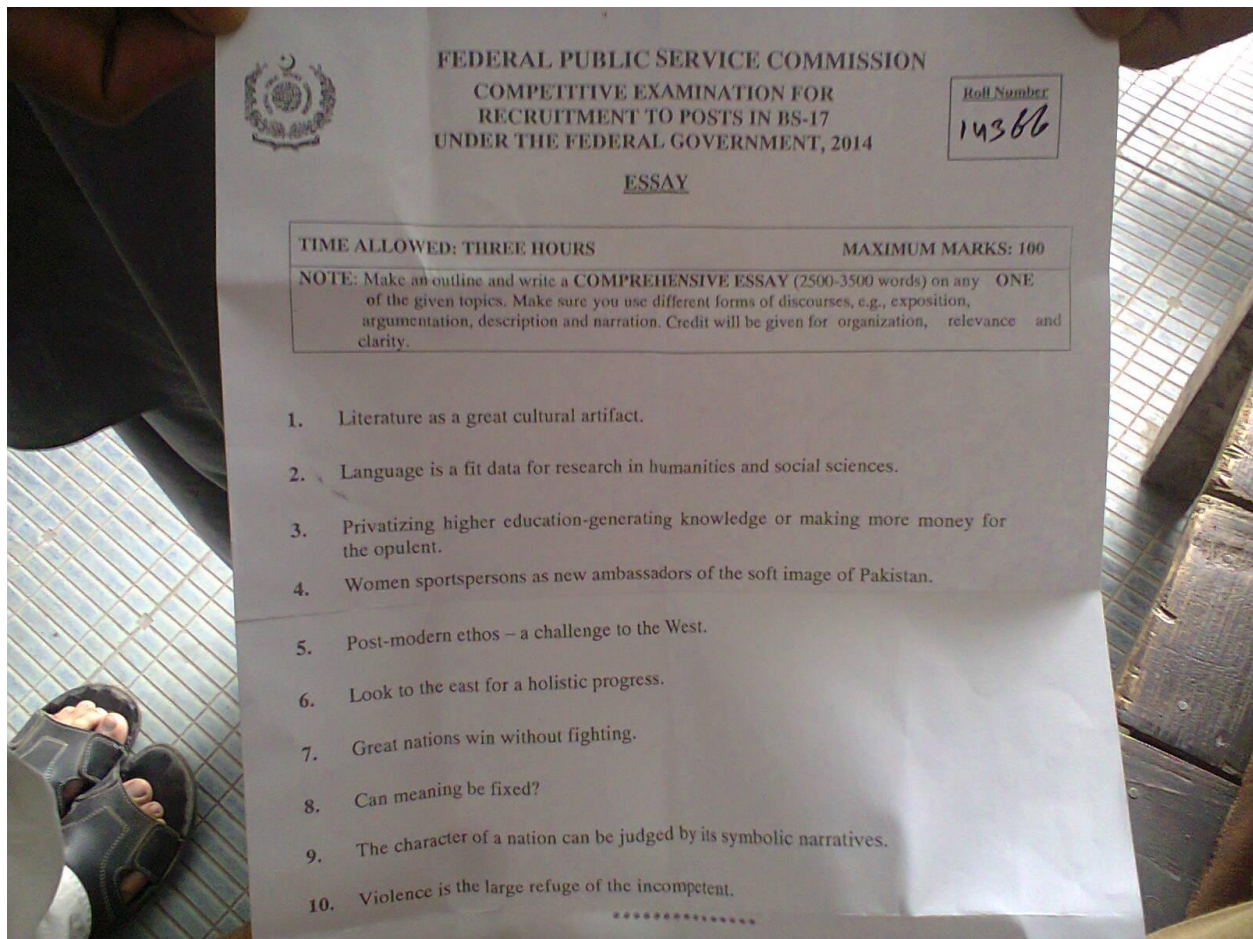 FEDERAL PUBLIC SERVICE COMMISSION
COMPETITIVE EXAMINATION FOR
RECRUITMENT TO POSTS IN BS-17
UNDER THE FEDERAL GOVERNMENT, 2014
Roll Number
14366
ESSAY
TIME ALLOWED: THREE HOURS MAXIMUM MARKS: 100
NOTE: Make an outline and write a COMPREHENSIVE ESSAY (2500-3500 words) on any ONE
of the given topics. Make sure you use different forms of discourses, e.g., exposition,
argumentation, description and narration. Credit will be given for organization, relevance and
clarity.
1. Literature as a great cultural artifact.
2. Language is a fit data for research in humanities and social sciences.
3. Privatizing higher education-generating knowledge or making more money for
the opulent.
4. Women sportspersons as new ambassadors of the soft image of Pakistan.
5. Post-modern ethos – a challenge to the West.
6. Look to the east for a holistic progress.
7. Great nations win without fighting.
8. Can meaning be fixed?
9. The character of a nation can be judged by its symbolic narratives.
10. Violence is the large refuge of the incompetent.
**************